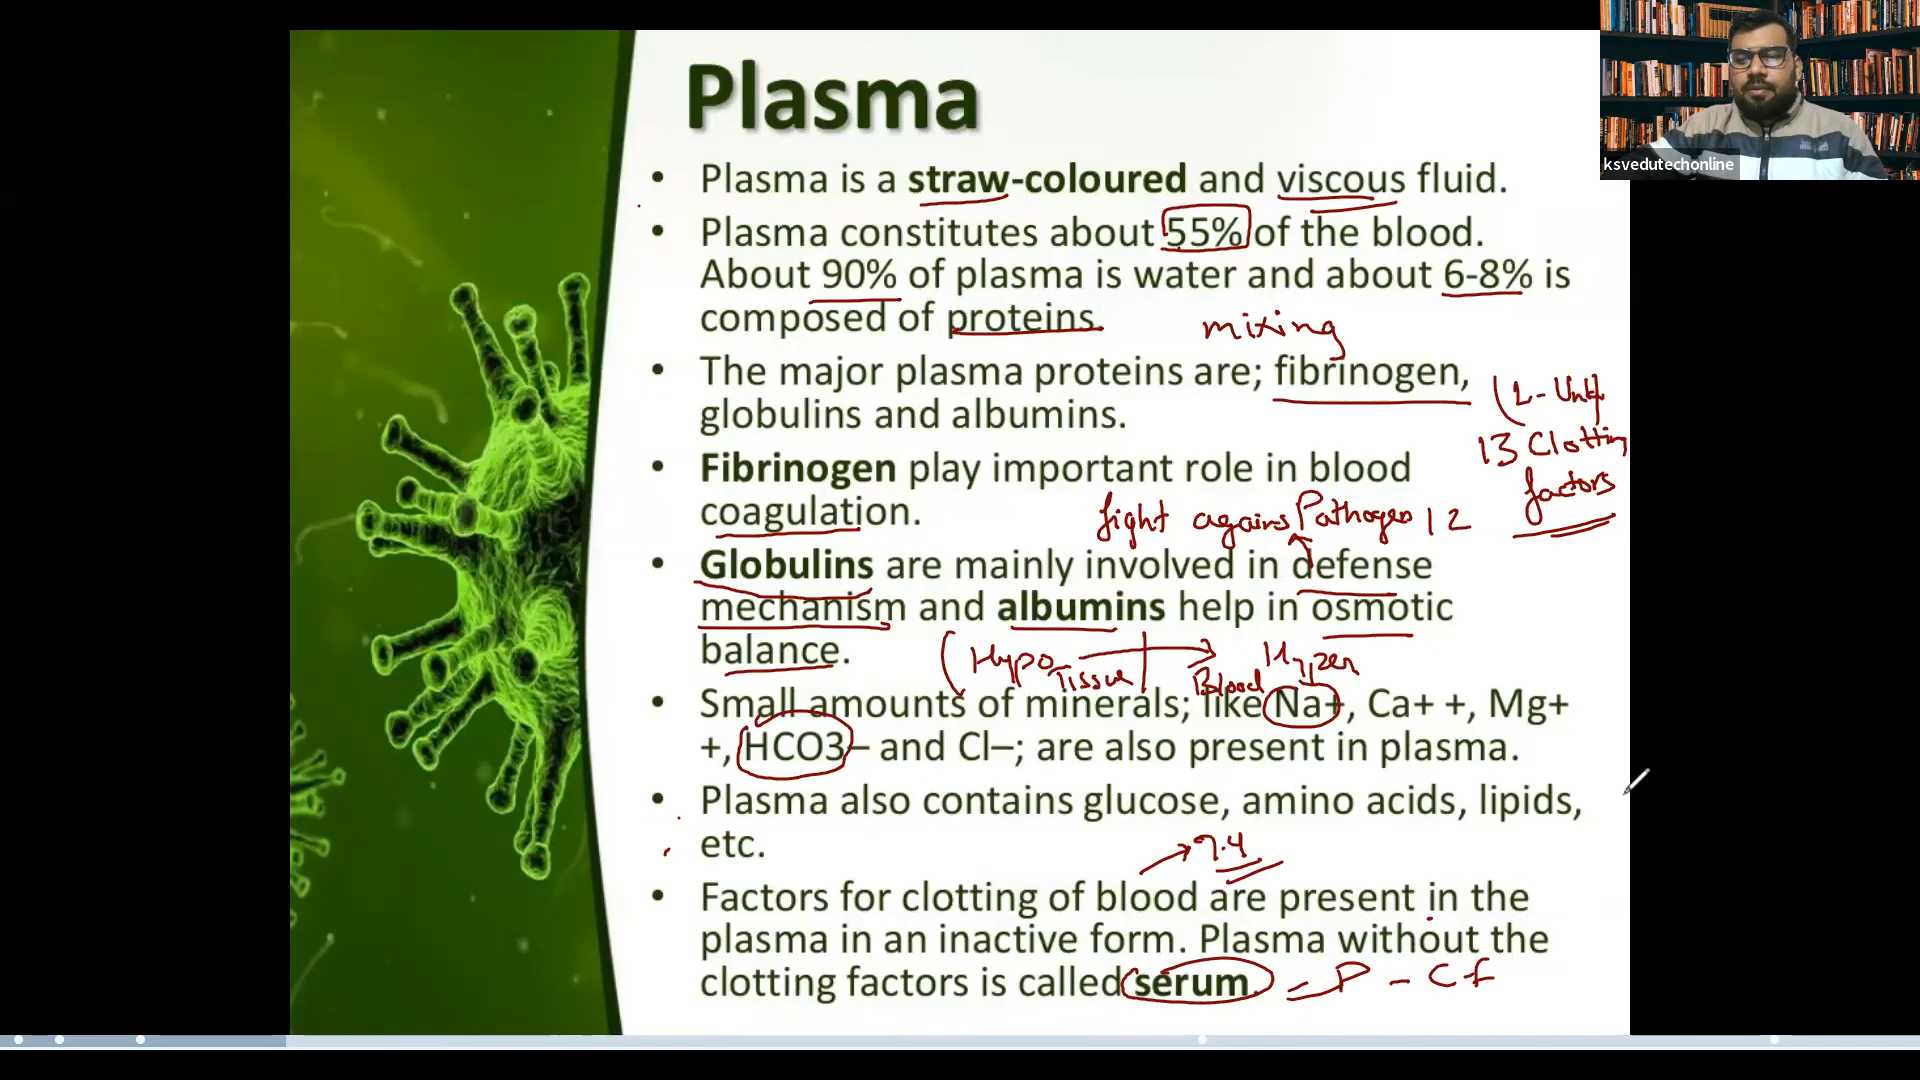 Plasma
ksvedutechonline
• Plasma is a straw-coloured and viscous fluid.
• Plasma constitutes about 55% of the blood.
About 90% of plasma is water and about 6-8% is
composed of proteins.
mixing
• The major plasma proteins are; fibrinogen,
globulins and albumins.
13 Clotting
factors
• Fibrinogen play important role in blood
coagulation.
fight agains Pathogen 12
• Globulins are mainly involved in defense
mechanism and albumins help in osmotic
balance.
Hypo Tissue Blood Hyper
• Small amounts of minerals; like Na+, Ca+ +, Mg+
+, HCO3– and Cl–; are also present in plasma.
• Plasma also contains glucose, amino acids, lipids,
etc.
7.4
• Factors for clotting of blood are present in the
plasma in an inactive form. Plasma without the
clotting factors is called serum. = P - Cf